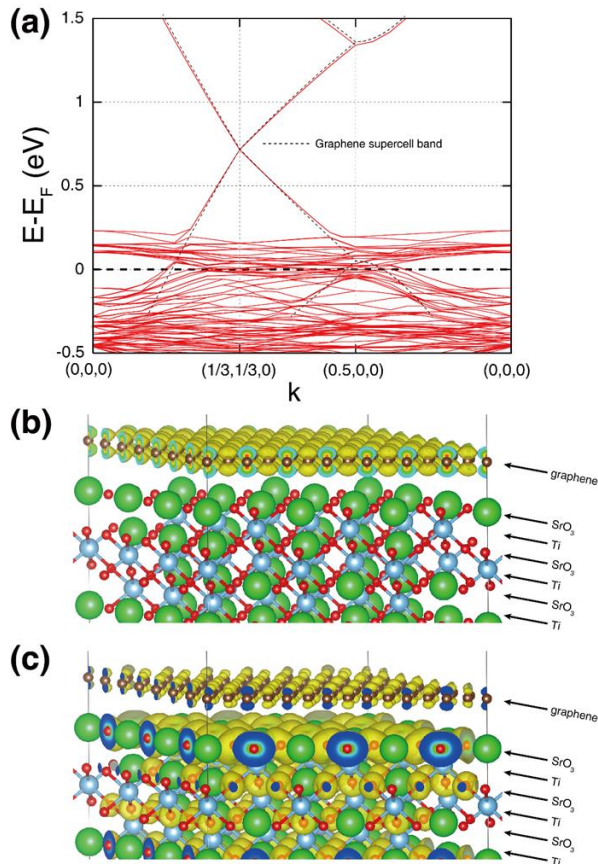 (a)
1.5
1
0.5
0
-0.5
E-E_F (eV)
Graphene supercell band
(0,0,0)
(1/3,1/3,0)
(0.5,0,0)
(0,0,0)
k
(b)
graphene
SrO₃
Ti
SrO₃
Ti
SrO₃
Ti
(c)
graphene
SrO₃
Ti
SrO₃
Ti
SrO₃
Ti